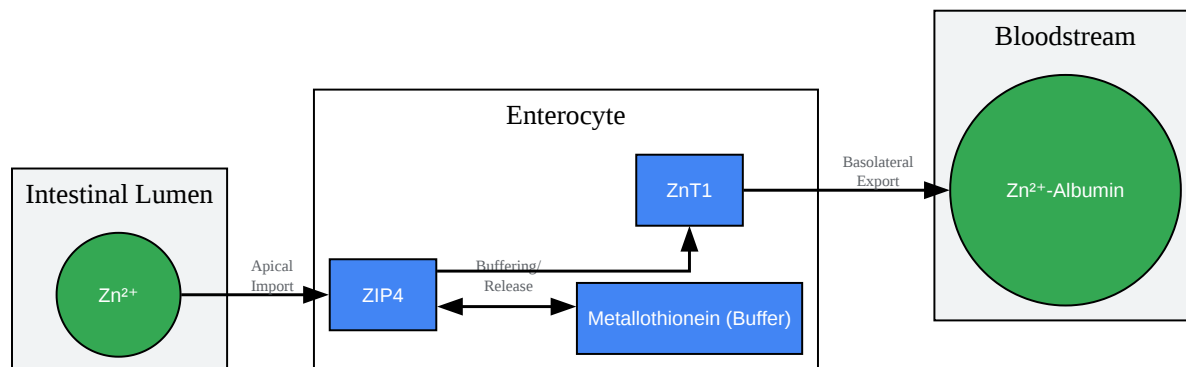 Bloodstream
Enterocyte
Intestinal Lumen
Zn²⁺
Apical
Import
ZIP4
Buffering/
Release
Metallothionein (Buffer)
ZnT1
Basolateral
Export
Zn²⁺-Albumin